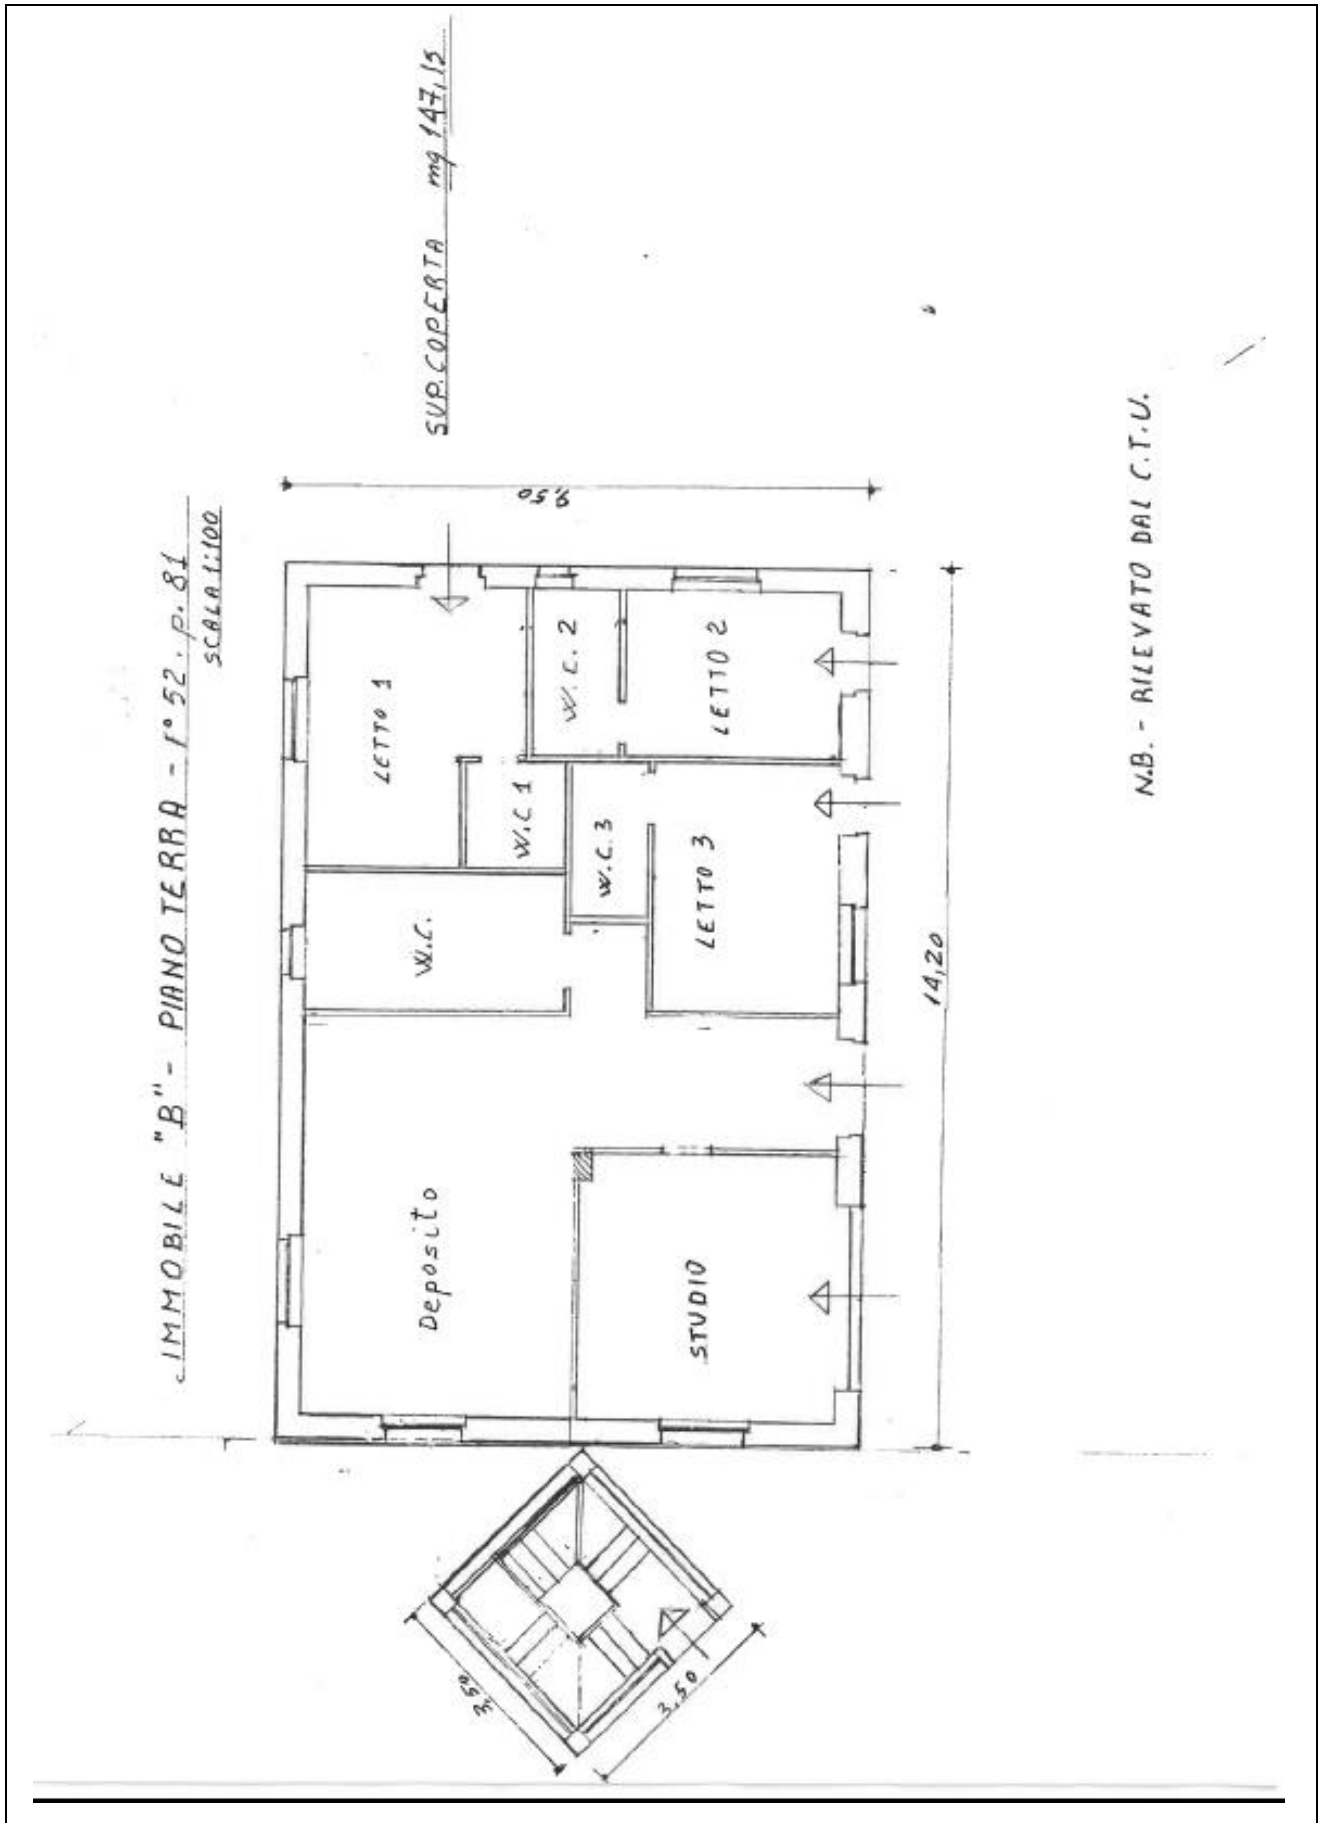 IMMOBILE "B" - PIANO TERRA - f° 52 . p. 81
SCALA 1:100
SUP. COPERTA mq 147,15
9,50
LETTO 1
W.C. 2
LETTO 2
W.C 1
W.C. 3
LETTO 3
W.C.
14,20
Deposito
STUDIO
3,50
3,50
N.B. - RILEVATO DAL C.T.U.